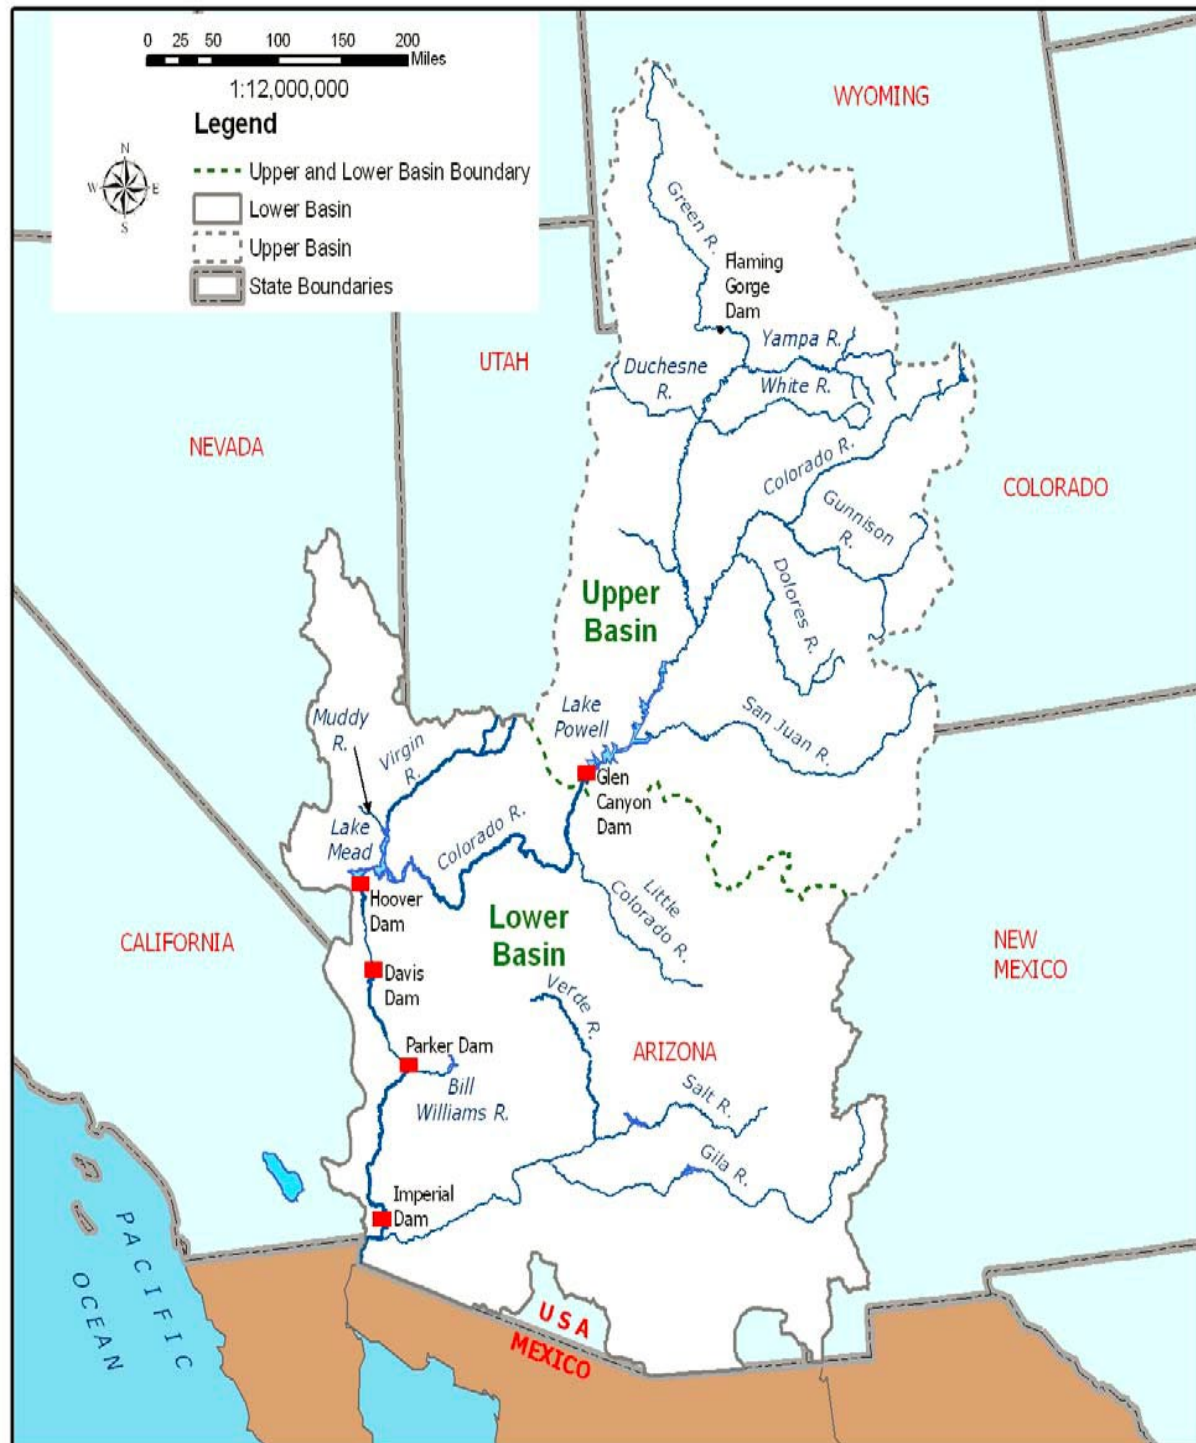 0 25 50 100 150 200
Miles
1:12,000,000
Legend
Upper and Lower Basin Boundary
Lower Basin
Upper Basin
State Boundaries
N
W E
S
WYOMING
Green R.
Flaming
Gorge
Dam
UTAH
Yampa R.
Duchesne
R.
White R.
NEVADA
Colorado R.
COLORADO
Gunnison
R.
Dolores R.
Upper
Basin
Lake
Powell
San Juan R.
Muddy
R.
Virgin
R.
Glen
Canyon
Dam
Lake
Mead
Colorado R.
Hoover
Dam
Little
Colorado R.
Lower
Basin
CALIFORNIA
NEW
MEXICO
Davis
Dam
Verde R.
Parker Dam
ARIZONA
Bill
Williams R.
Salt R.
Gila R.
Imperial
Dam
PACIFIC
OCEAN
USA
MEXICO